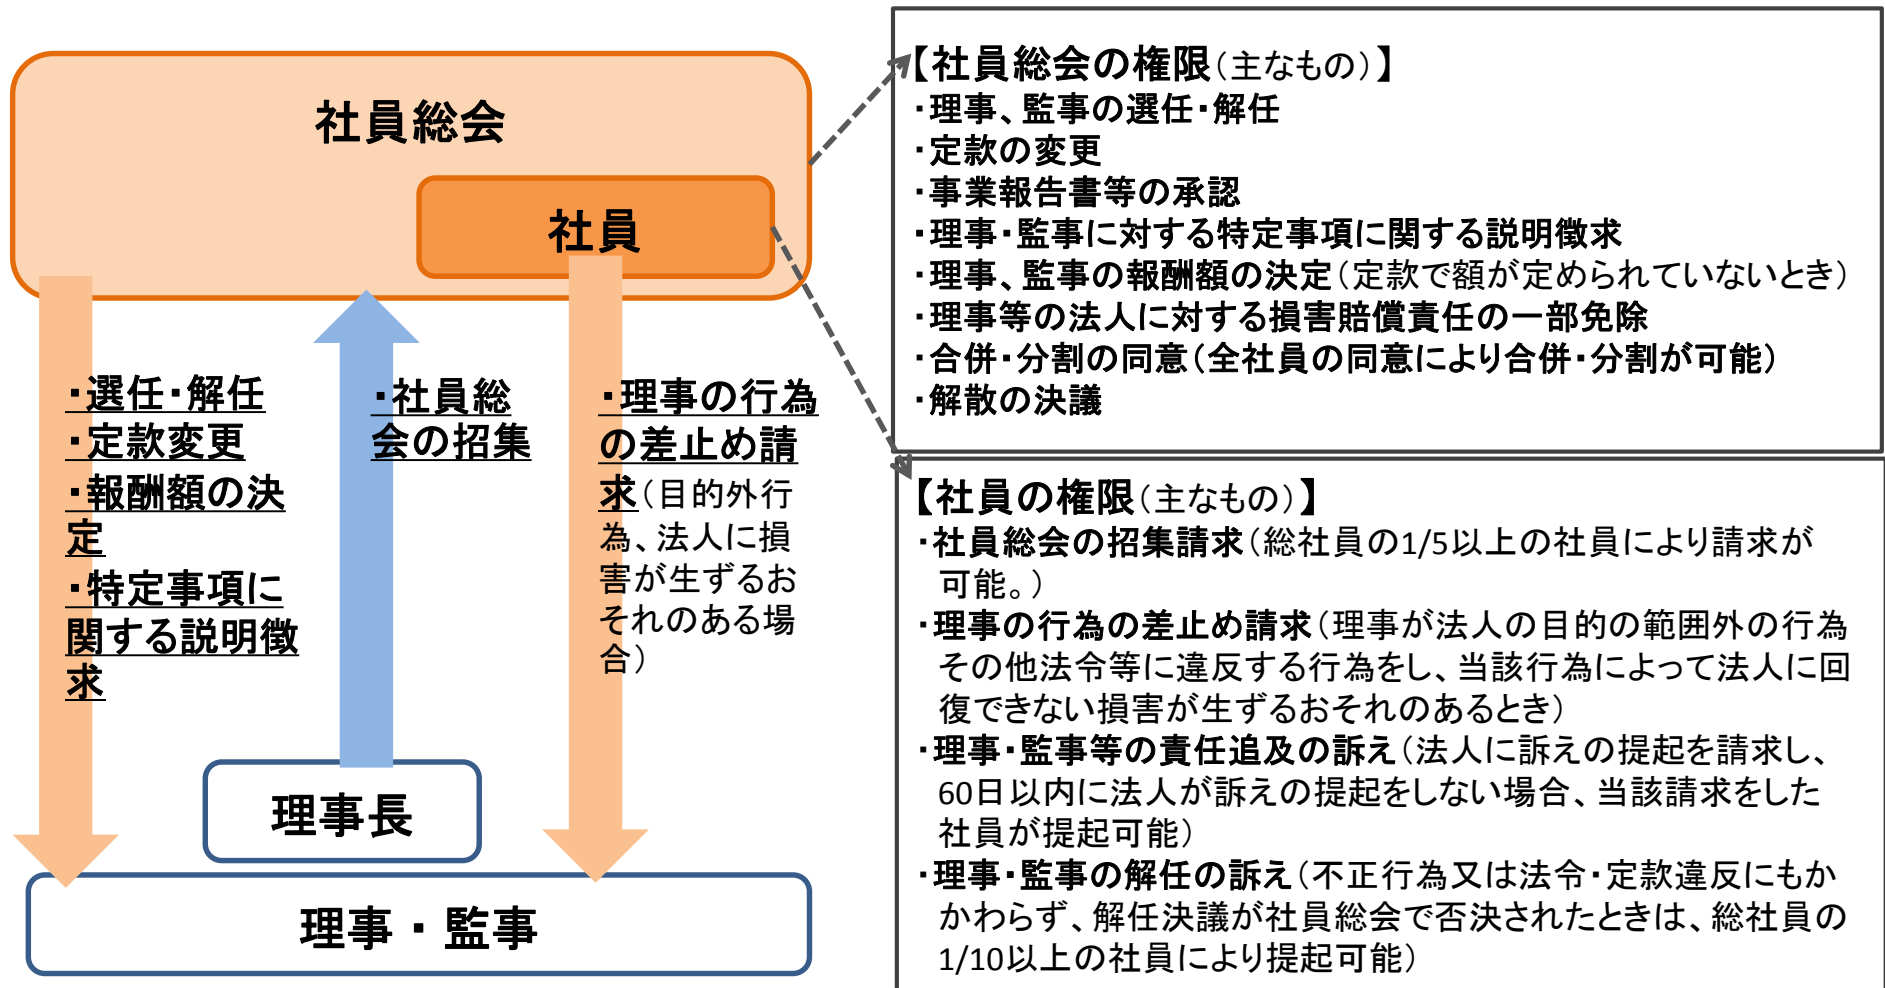 社員総会
社員
・選任・解任
・定款変更
・報酬額の決
定
・特定事項に
関する説明徴
求
・社員総
会の招集
・理事の行為
の差止め請
求（目的外行
為、法人に損
害が生ずるお
それのある場
合）
理事長
理事・監事
【社員総会の権限（主なもの）】
・理事、監事の選任・解任
・定款の変更
・事業報告書等の承認
・理事・監事に対する特定事項に関する説明徴求
・理事、監事の報酬額の決定（定款で額が定められていないとき）
・理事等の法人に対する損害賠償責任の一部免除
・合併・分割の同意（全社員の同意により合併・分割が可能）
・解散の決議
【社員の権限（主なもの）】
・社員総会の招集請求（総社員の1/5以上の社員により請求が
可能。）
・理事の行為の差止め請求（理事が法人の目的の範囲外の行為
その他法令等に違反する行為をし、当該行為によって法人に回
復できない損害が生ずるおそれのあるとき）
・理事・監事等の責任追及の訴え（法人に訴えの提起を請求し、
60日以内に法人が訴えの提起をしない場合、当該請求をした
社員が提起可能）
・理事・監事の解任の訴え（不正行為又は法令・定款違反にもか
かわらず、解任決議が社員総会で否決されたときは、総社員の
1/10以上の社員により提起可能）